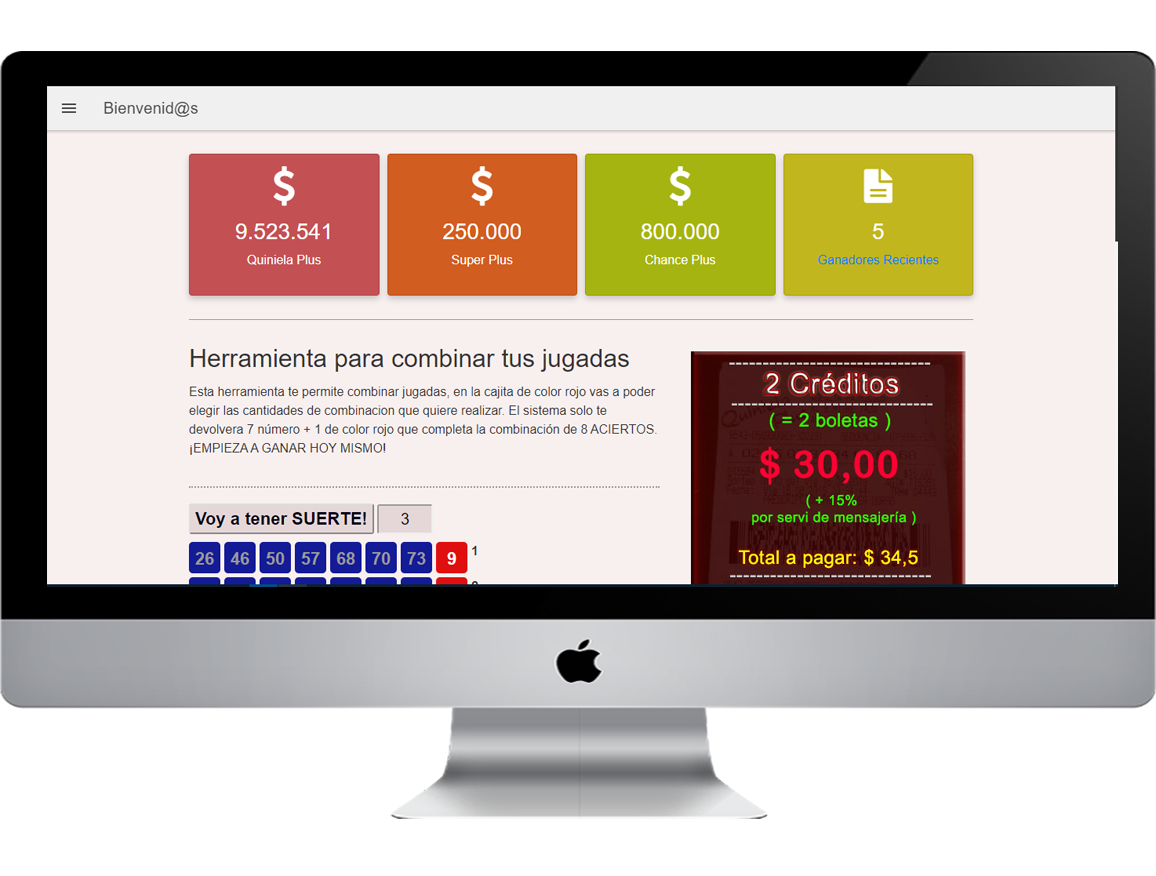 Bienvenid@s
$ $ $
9.523.541 250.000 800.000 5
Quiniela Plus Super Plus Chance Plus Ganadores Recientes
Herramienta para combinar tus jugadas
Esta herramienta te permite combinar jugadas, en la cajita de color rojo vas a poder
elegir las cantidades de combinacion que quiere realizar. El sistema solo te
devolvera 7 número + 1 de color rojo que completa la combinación de 8 ACIERTOS.
¡EMPIEZA A GANAR HOY MISMO!
Voy a tener SUERTE! 3
26 46 50 57 68 70 73 9 1
2 Créditos
( = 2 boletas )
$ 30,00
( + 15%
por servi de mensajería )
Total a pagar: $ 34,5